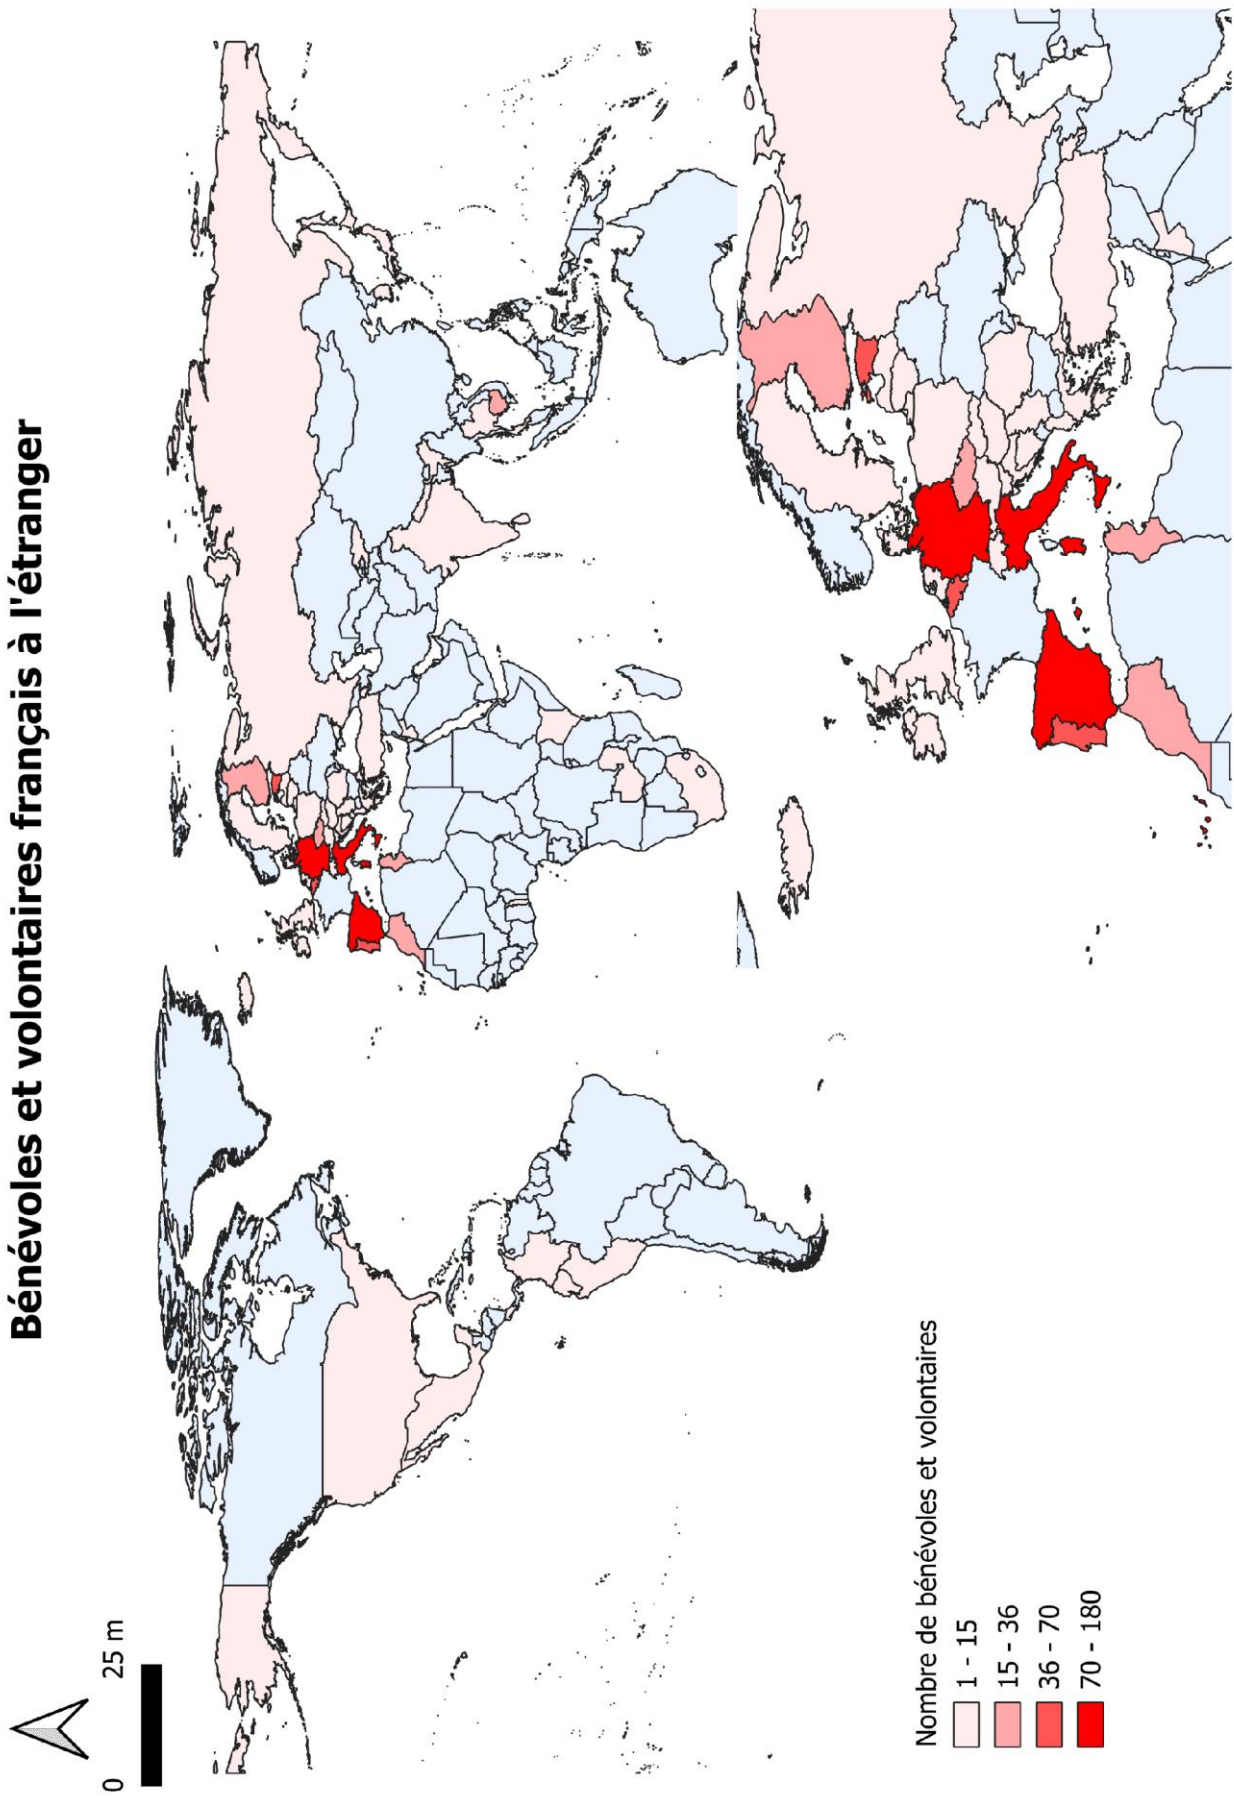 Bénévoles et volontaires français à l'étranger
0 25 m
Nombre de bénévoles et volontaires
1 - 15
15 - 36
36 - 70
70 - 180